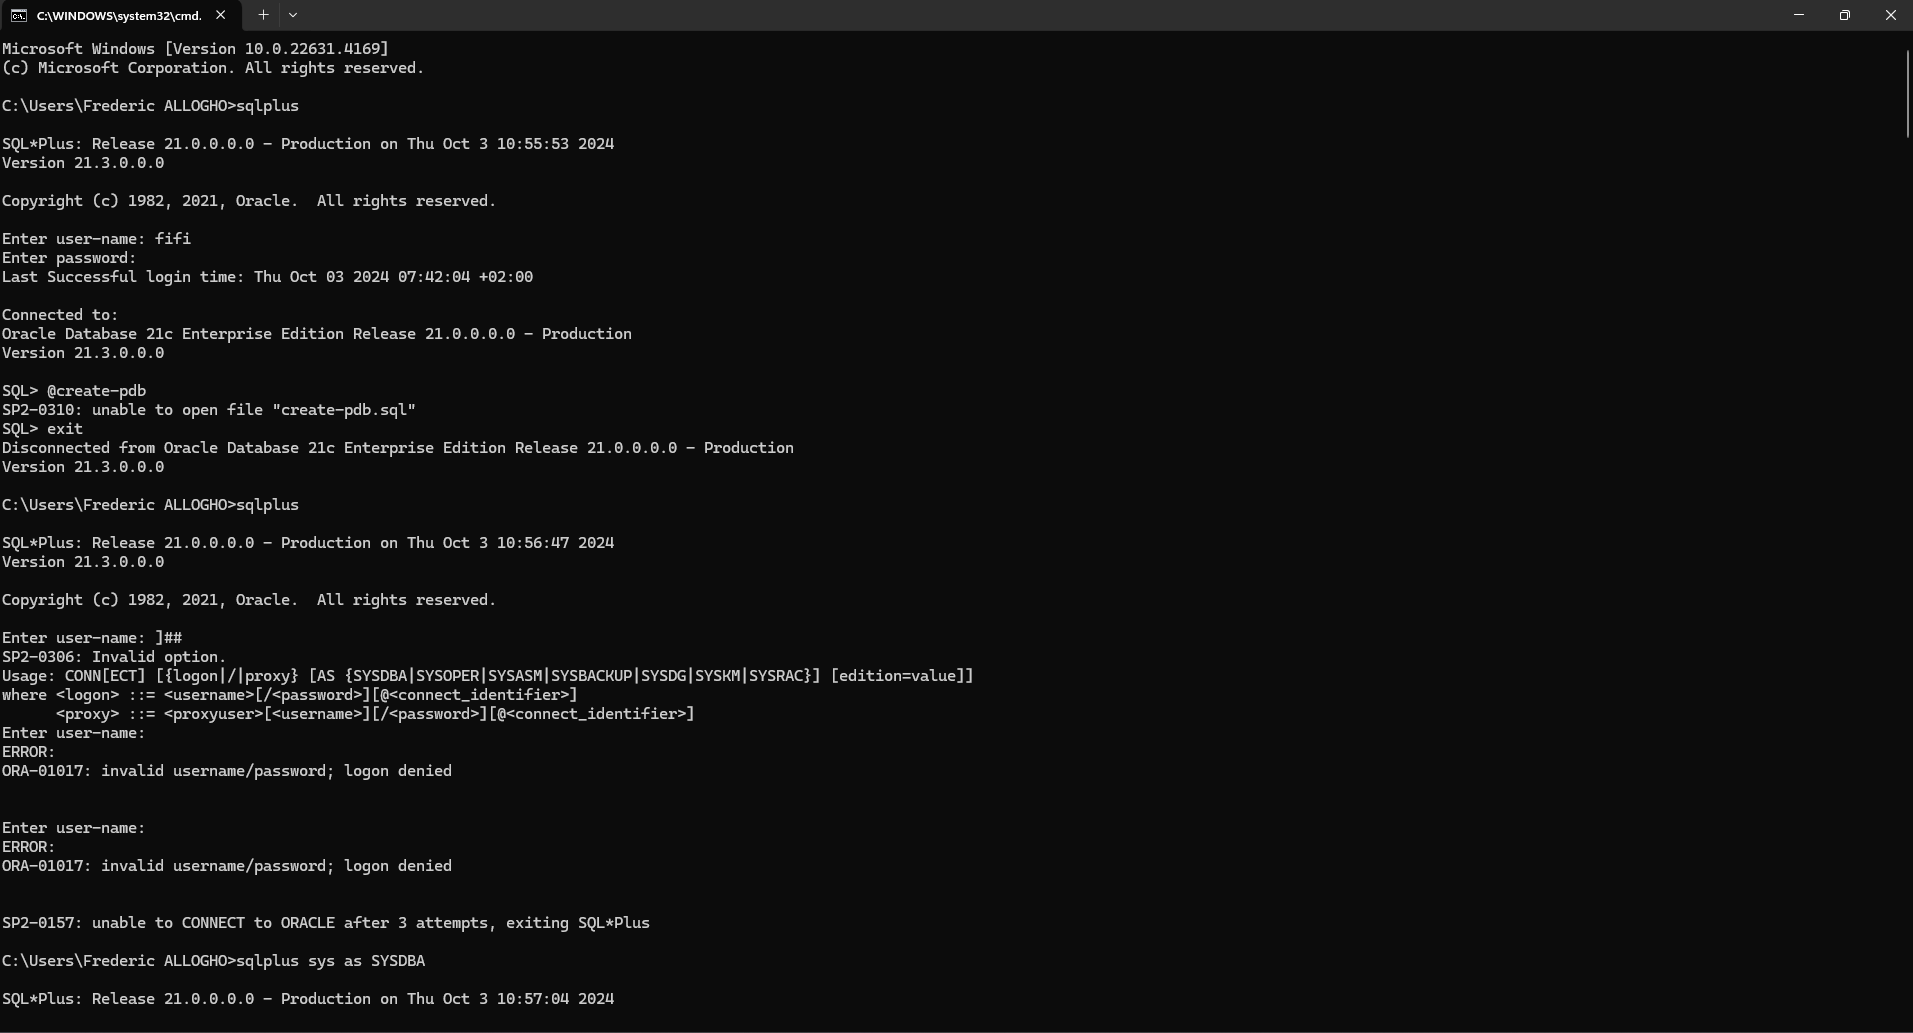 C:\WINDOWS\system32\cmd.
Microsoft Windows [Version 10.0.22631.4169]
(c) Microsoft Corporation. All rights reserved.
C:\Users\Frederic ALLOGHO>sqlplus
SQL*Plus: Release 21.0.0.0.0 - Production on Thu Oct 3 10:55:53 2024
Version 21.3.0.0.0
Copyright (c) 1982, 2021, Oracle.  All rights reserved.
Enter user-name: fifi
Enter password:
Last Successful login time: Thu Oct 03 2024 07:42:04 +02:00
Connected to:
Oracle Database 21c Enterprise Edition Release 21.0.0.0.0 - Production
Version 21.3.0.0.0
SQL> @create-pdb
SP2-0310: unable to open file "create-pdb.sql"
SQL> exit
Disconnected from Oracle Database 21c Enterprise Edition Release 21.0.0.0.0 - Production
Version 21.3.0.0.0
C:\Users\Frederic ALLOGHO>sqlplus
SQL*Plus: Release 21.0.0.0.0 - Production on Thu Oct 3 10:56:47 2024
Version 21.3.0.0.0
Copyright (c) 1982, 2021, Oracle.  All rights reserved.
Enter user-name: ]##
SP2-0306: Invalid option.
Usage: CONN[ECT] [{logon|/|proxy} [AS {SYSDBA|SYSOPER|SYSASM|SYSBACKUP|SYSDG|SYSKM|SYSRAC}] [edition=value]]
where <logon> ::= <username>[/<password>][@<connect_identifier>]
      <proxy> ::= <proxyuser>[<username>][/<password>][@<connect_identifier>]
Enter user-name:
ERROR:
ORA-01017: invalid username/password; logon denied
Enter user-name:
ERROR:
ORA-01017: invalid username/password; logon denied
SP2-0157: unable to CONNECT to ORACLE after 3 attempts, exiting SQL*Plus
C:\Users\Frederic ALLOGHO>sqlplus sys as SYSDBA
SQL*Plus: Release 21.0.0.0.0 - Production on Thu Oct 3 10:57:04 2024